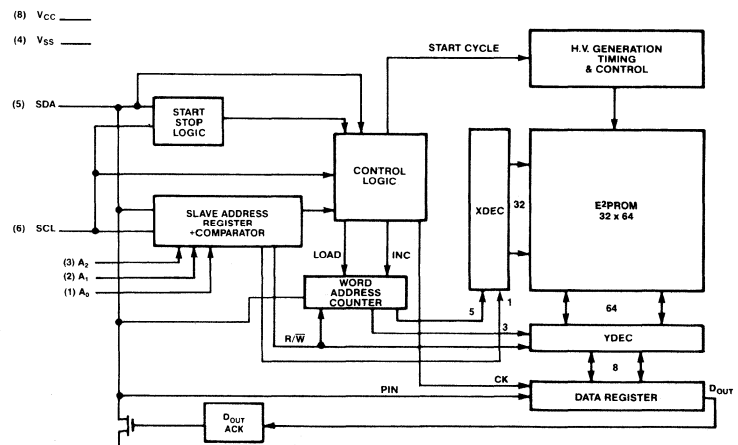 (8) VCC
(4) VSS
START CYCLE
H.V. GENERATION
TIMING
& CONTROL
(5) SDA
START
STOP
LOGIC
CONTROL
LOGIC
XDEC
32
E²PROM
32 x 64
(6) SCL
SLAVE ADDRESS
REGISTER
+COMPARATOR
LOAD
INC
(3) A₂
(2) A₁
(1) A₀
WORD
ADDRESS
COUNTER
1
5
64
3
R/W̅
YDEC
8
CK
PIN
DATA REGISTER
DOUT
DOUT
ACK